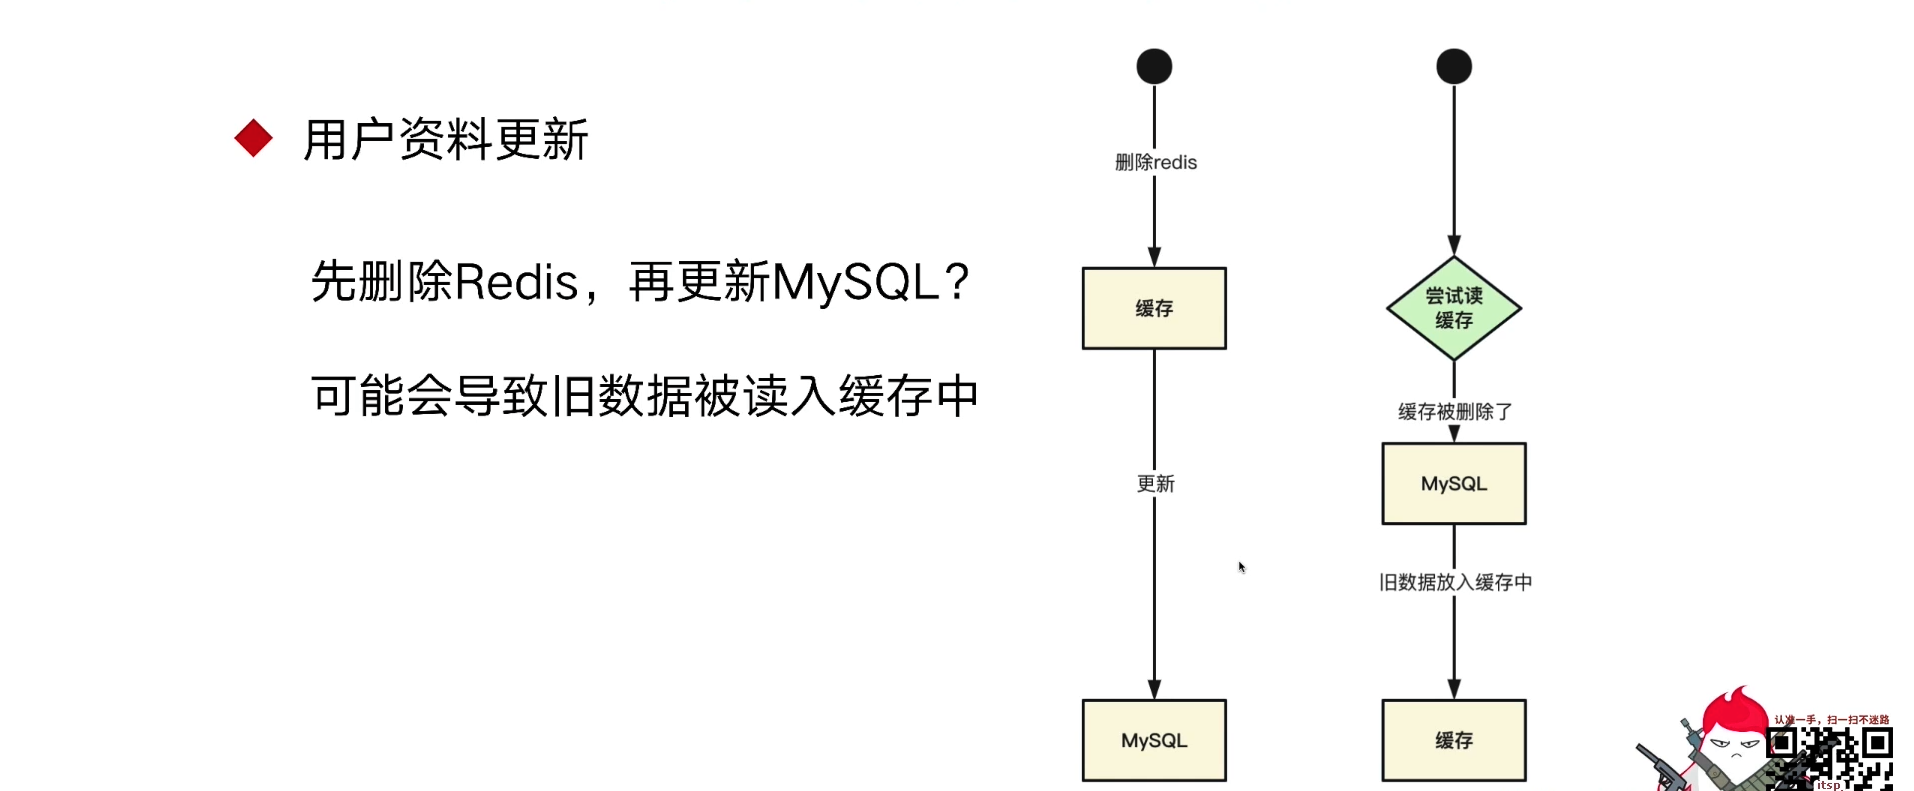 用户资料更新
先删除Redis，再更新MySQL？
可能会导致旧数据被读入缓存中
删除redis
缓存
更新
MySQL
尝试读
缓存
缓存被删除了
MySQL
旧数据放入缓存中
缓存
认准一手，扫一扫不迷路
itsp